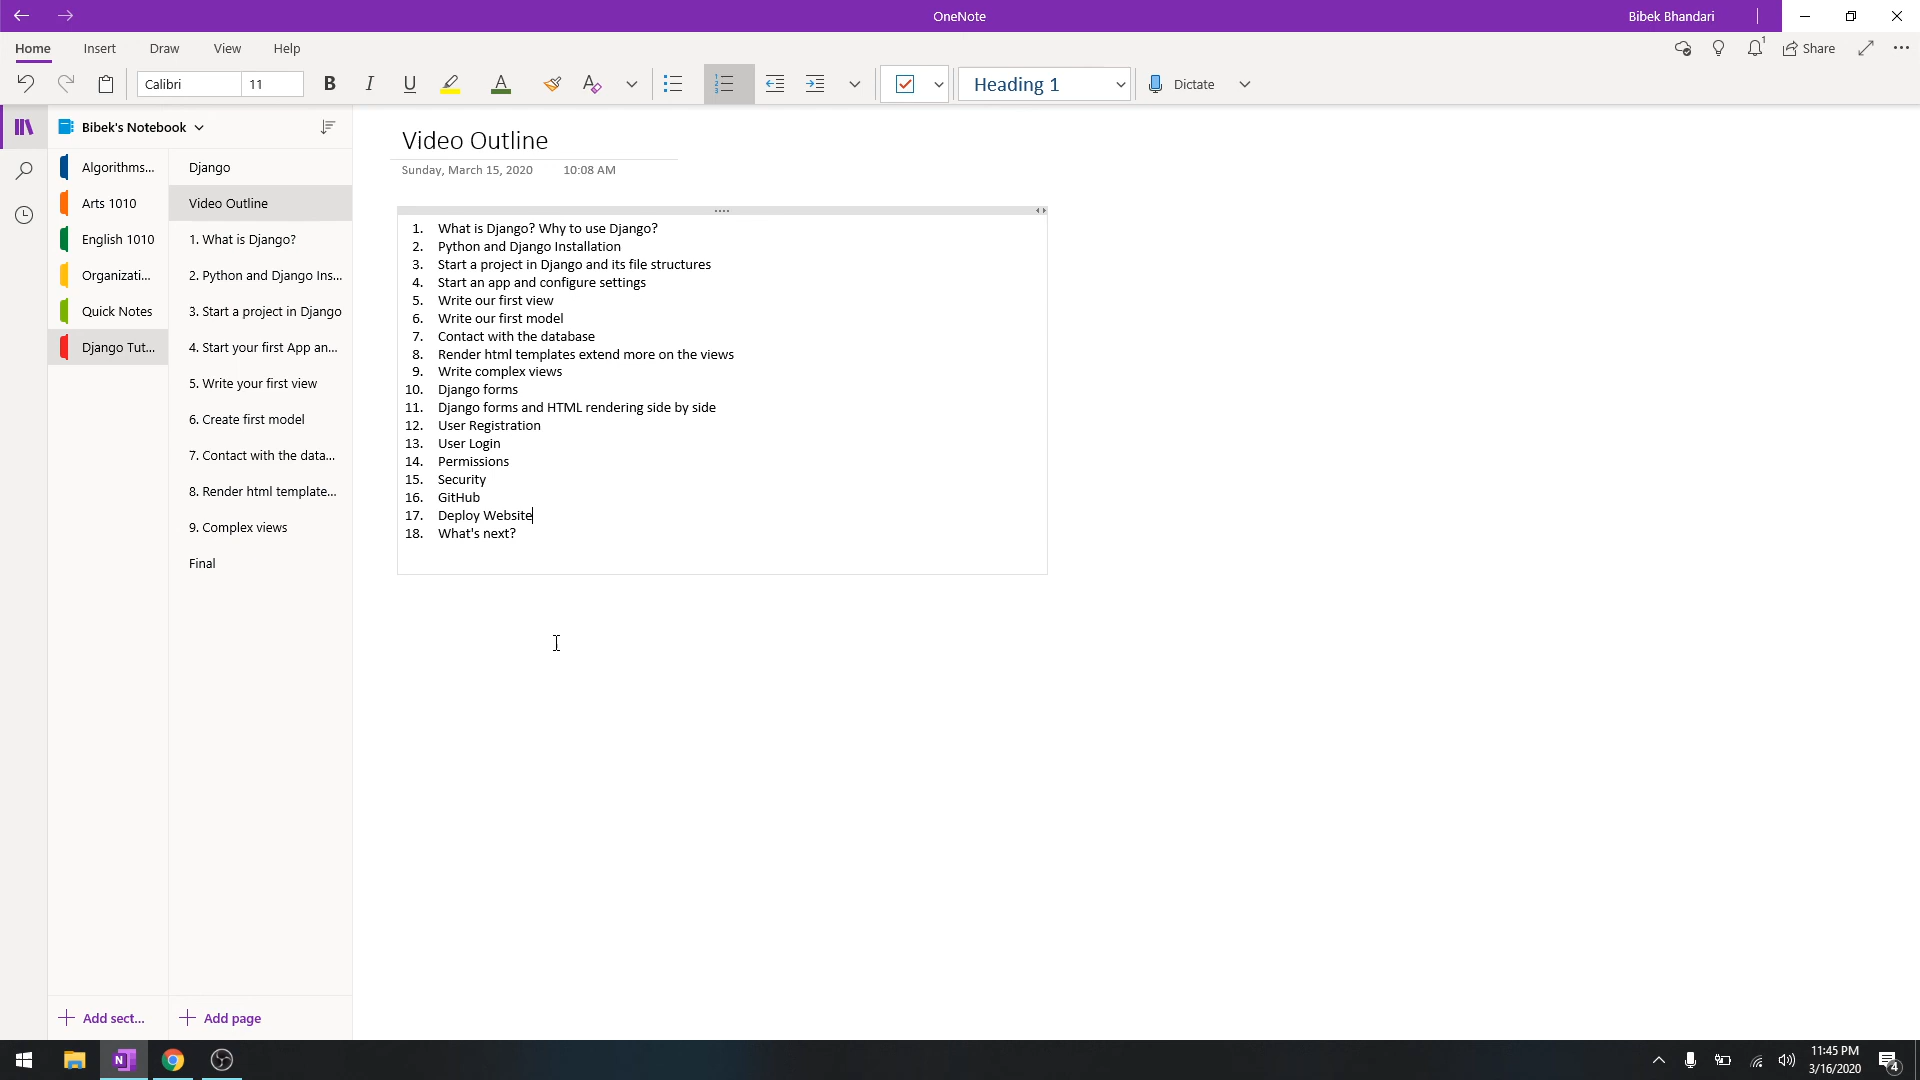 OneNote
Bibek Bhandari
Home
Insert
Draw
View
Help
1
Share
Calibri
11
B
I
U
A
A
Heading 1
Dictate
Bibek's Notebook
Algorithms...
Arts 1010
English 1010
Organizati...
Quick Notes
Django Tut...
Django
Video Outline
1. What is Django?
2. Python and Django Ins...
3. Start a project in Django
4. Start your first App an...
5. Write your first view
6. Create first model
7. Contact with the data...
8. Render html template...
9. Complex views
Final
Add sect...
Add page
Video Outline
Sunday, March 15, 2020 10:08 AM
1. What is Django? Why to use Django?
2. Python and Django Installation
3. Start a project in Django and its file structures
4. Start an app and configure settings
5. Write our first view
6. Write our first model
7. Contact with the database
8. Render html templates extend more on the views
9. Write complex views
10. Django forms
11. Django forms and HTML rendering side by side
12. User Registration
13. User Login
14. Permissions
15. Security
16. GitHub
17. Deploy Website
18. What's next?
N
11:45 PM
3/16/2020
4